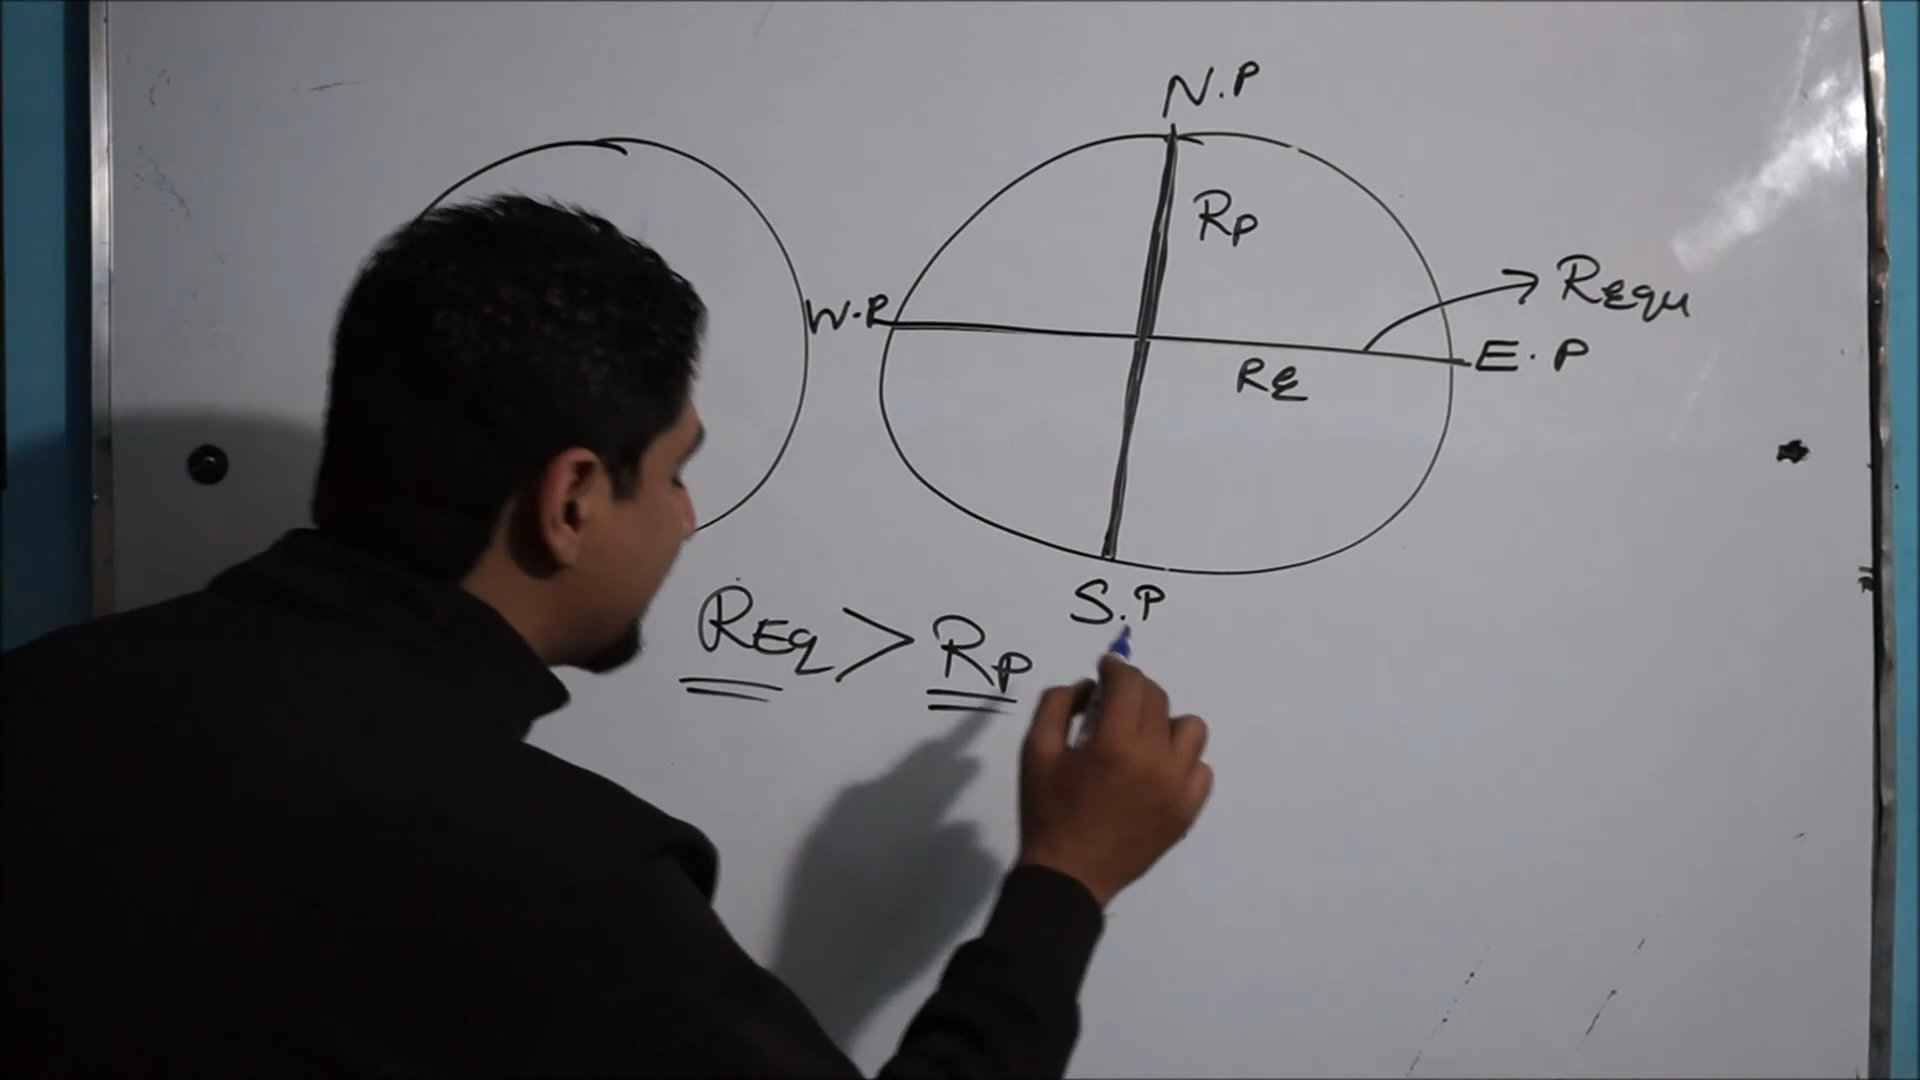 N.P
Rp
W.P
REqu
E.P
RE
S.P
REq > Rp